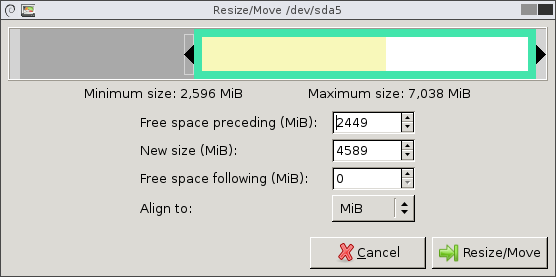 Resize/Move /dev/sda5
Minimum size: 2,596 MiB Maximum size: 7,038 MiB
Free space preceding (MiB): 2449
New size (MiB): 4589
Free space following (MiB): 0
Align to: MiB
Cancel Resize/Move